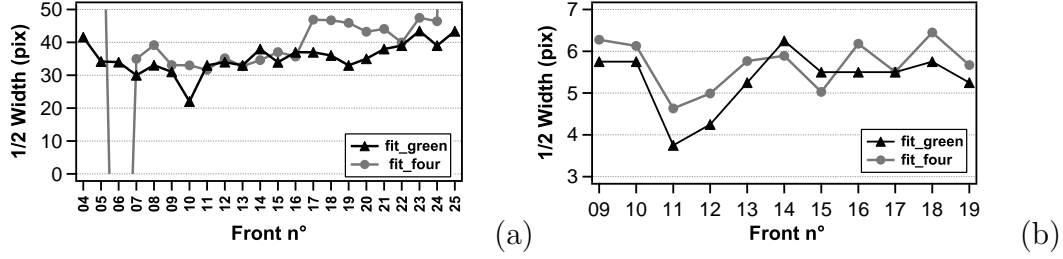 50
40
30
20
10
0
1/2 Width (pix)
fit_green
fit_four
04 05 06 07 08 09 10 11 12 13 14 15 16 17 18 19 20 21 22 23 24 25
Front n°
(a)
7
6
5
4
3
1/2 Width (pix)
fit_green
fit_four
09 10 11 12 13 14 15 16 17 18 19
Front n°
(b)